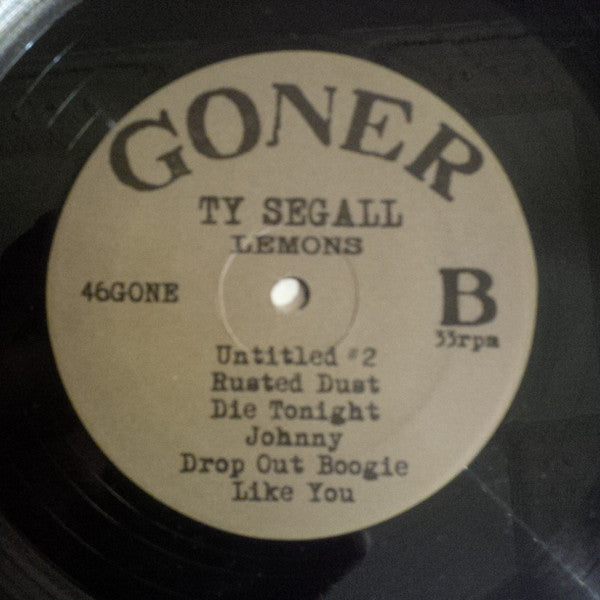 GONER
TY SEGALL
LEMONS
46GONE
B
33rpm
Untitled #2
Rusted Dust
Die Tonight
Johnny
Drop Out Boogie
Like You